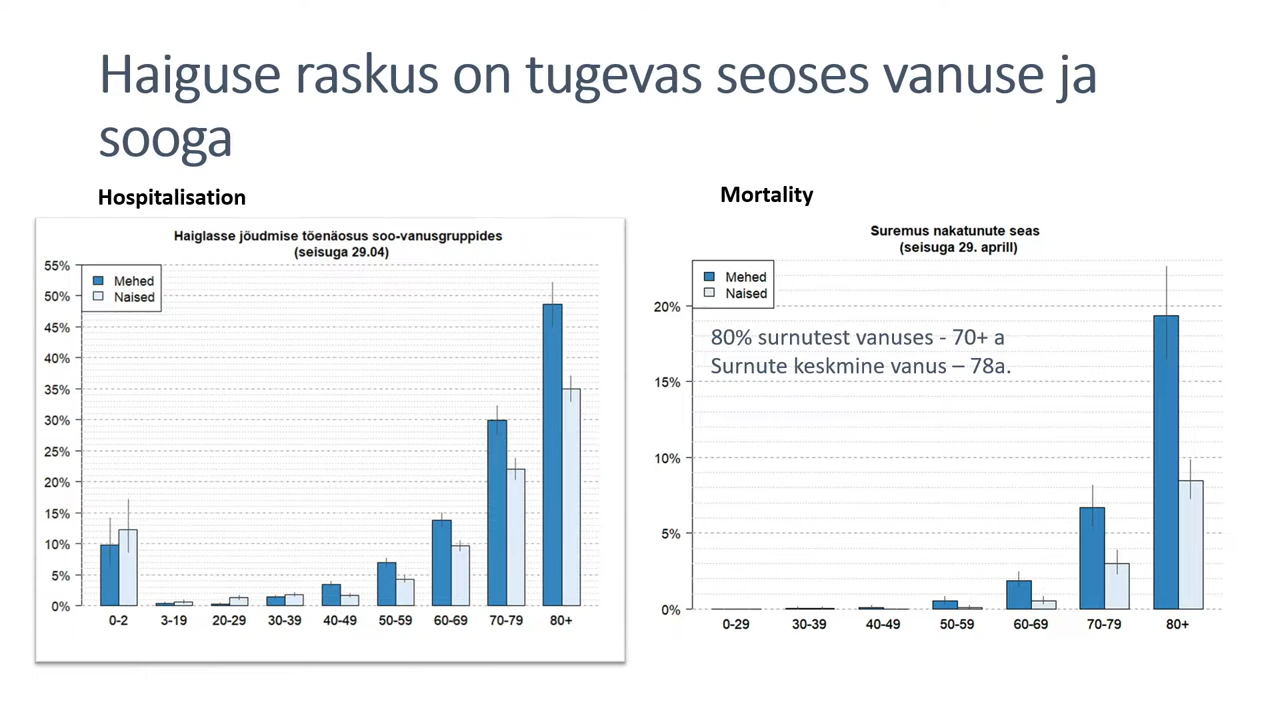 Haiguse raskus on tugevas seoses vanuse ja
sooga
Hospitalisation
Haiglasse jõudmise tõenäosus soo-vanusgruppides
(seisuga 29.04)
Mehed
Naised
55%
50%
45%
40%
35%
30%
25%
20%
15%
10%
5%
0%
0-2 3-19 20-29 30-39 40-49 50-59 60-69 70-79 80+
Mortality
Suremus nakatunute seas
(seisuga 29. aprill)
Mehed
Naised
80% surnutest vanuses - 70+ a
Surnute keskmine vanus – 78a.
20%
15%
10%
5%
0%
0-29 30-39 40-49 50-59 60-69 70-79 80+